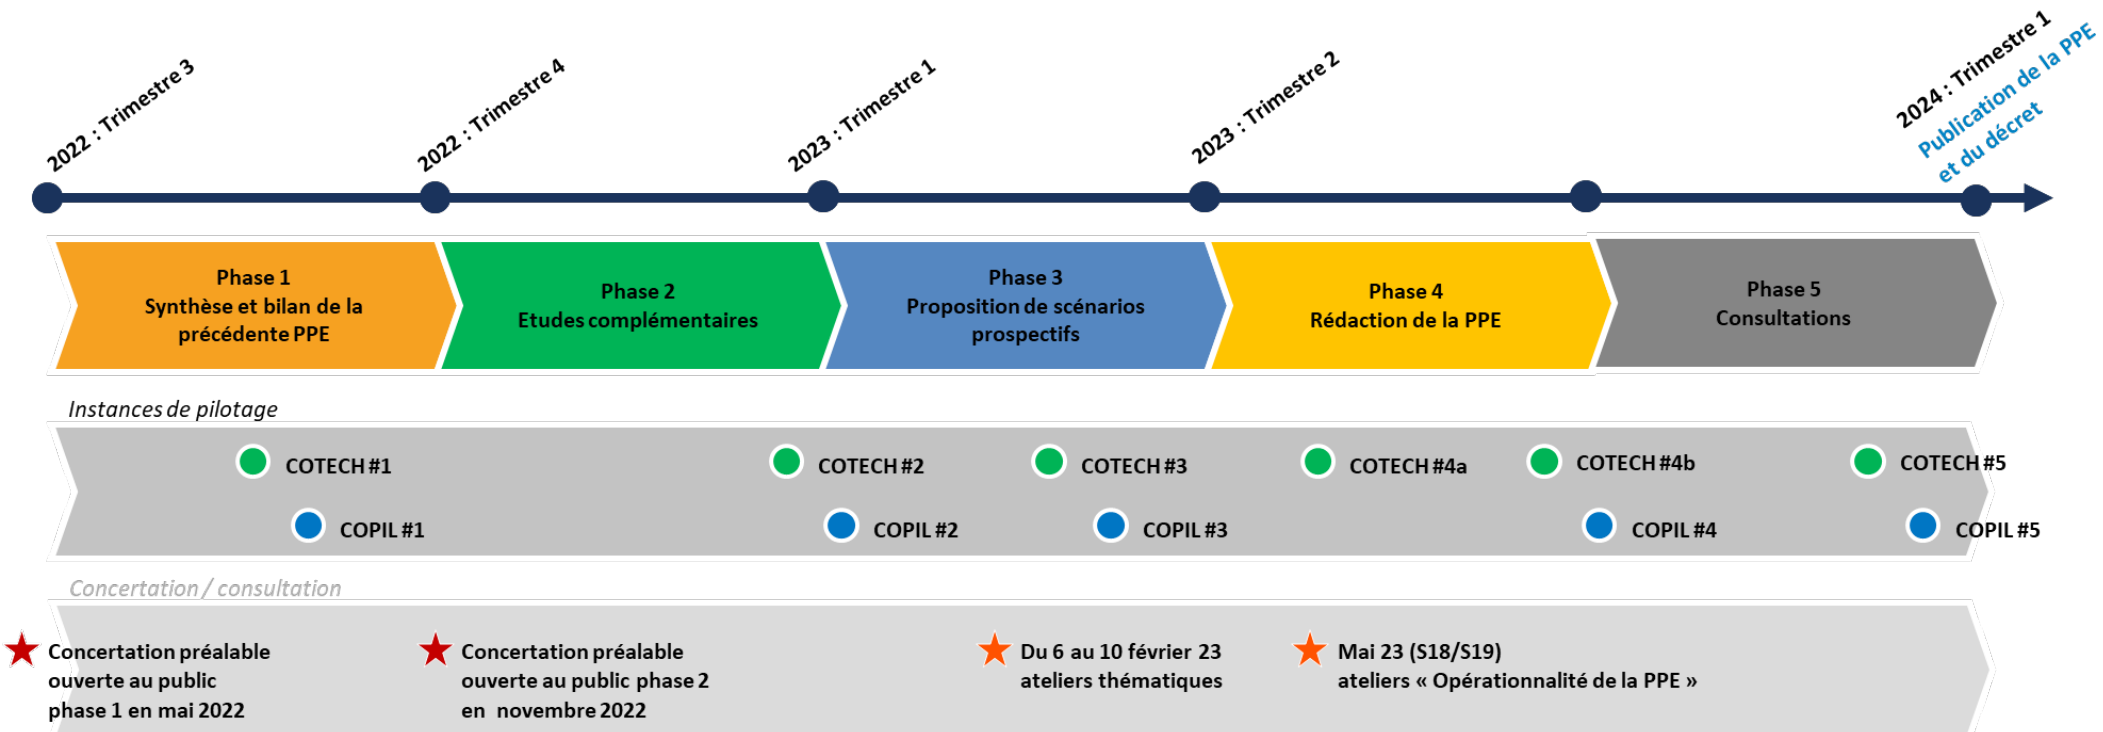 2022 : Trimestre 3
2022 : Trimestre 4
2023 : Trimestre 1
2023 : Trimestre 2
2024 : Trimestre 1
Publication de la PPE
et du décret
Phase 1
Synthèse et bilan de la
précédente PPE
Phase 2
Etudes complémentaires
Phase 3
Proposition de scénarios
prospectifs
Phase 4
Rédaction de la PPE
Phase 5
Consultations
Instances de pilotage
COTECH #1
COTECH #2
COTECH #3
COTECH #4a
COTECH #4b
COTECH #5
COPIL #1
COPIL #2
COPIL #3
COPIL #4
COPIL #5
Concertation / consultation
Concertation préalable
ouverte au public
phase 1 en mai 2022
Concertation préalable
ouverte au public phase 2
en novembre 2022
Du 6 au 10 février 23
ateliers thématiques
Mai 23 (S18/S19)
ateliers « Opérationnalité de la PPE »